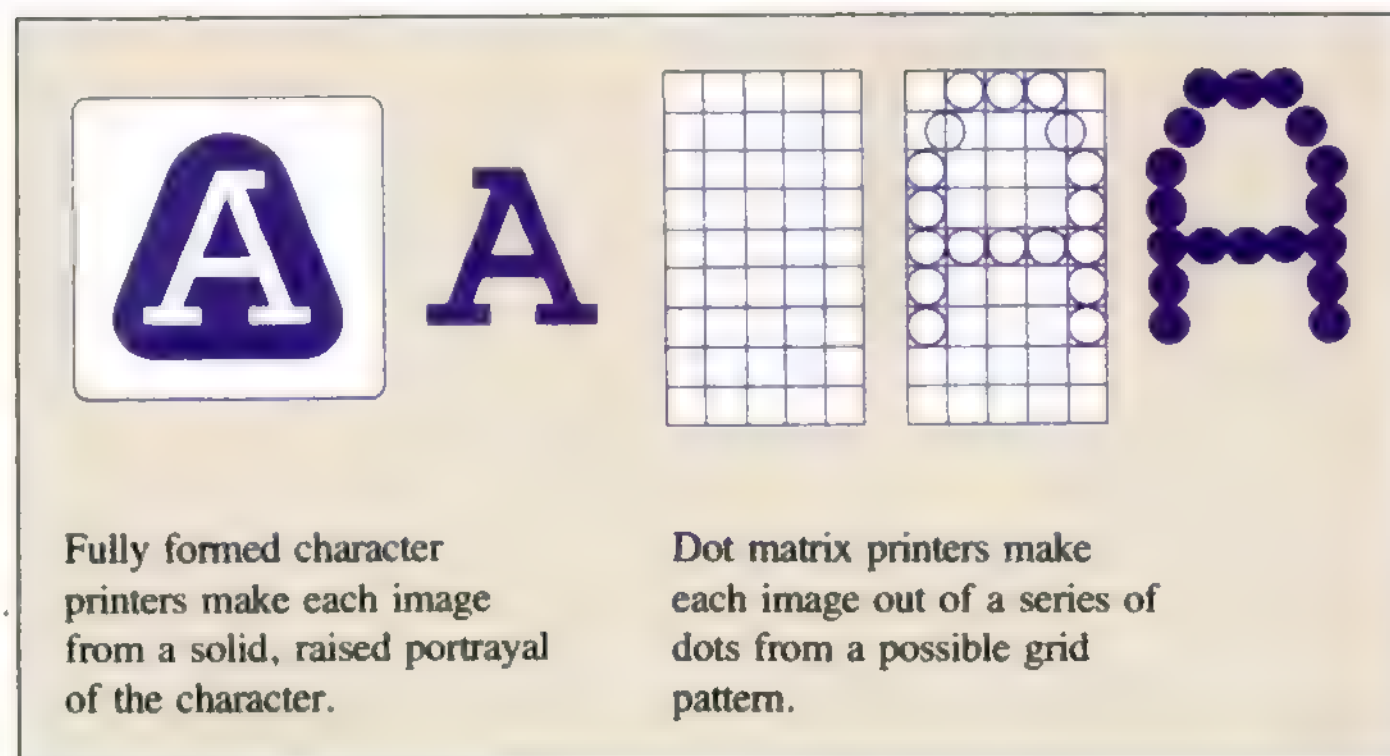 A A
A
Fully formed character
printers make each image
from a solid, raised portrayal
of the character.
Dot matrix printers make
each image out of a series of
dots from a possible grid
pattern.